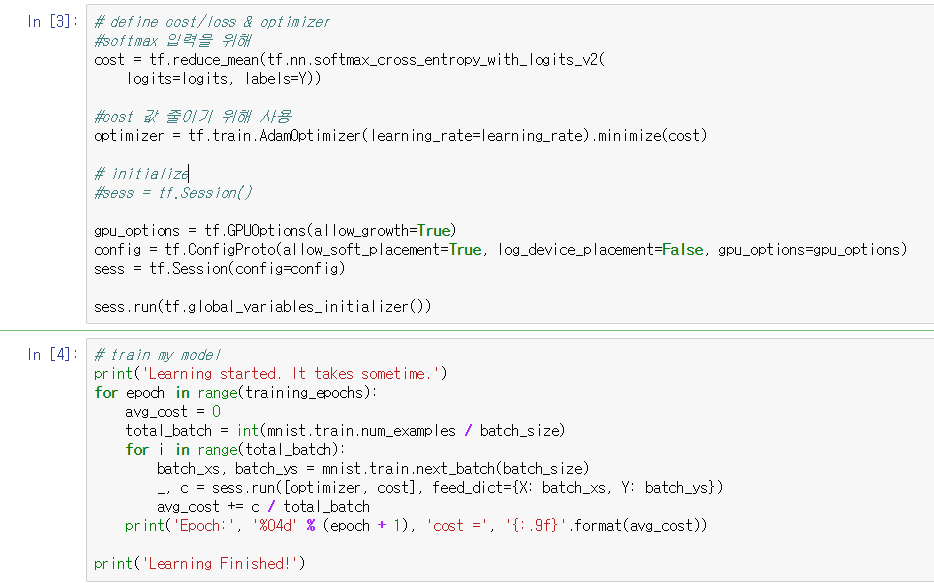 In [3]: # define cost/loss & optimizer
#softmax 입력을 위해
cost = tf.reduce_mean(tf.nn.softmax_cross_entropy_with_logits_v2(
    logits=logits, labels=Y))

#cost 값 줄이기 위해 사용
optimizer = tf.train.AdamOptimizer(learning_rate=learning_rate).minimize(cost)

# initialize
#sess = tf.Session()

gpu_options = tf.GPUOptions(allow_growth=True)
config = tf.ConfigProto(allow_soft_placement=True, log_device_placement=False, gpu_options=gpu_options)
sess = tf.Session(config=config)

sess.run(tf.global_variables_initializer())

In [4]: # train my model
print('Learning started. It takes sometime.')
for epoch in range(training_epochs):
    avg_cost = 0
    total_batch = int(mnist.train.num_examples / batch_size)
    for i in range(total_batch):
        batch_xs, batch_ys = mnist.train.next_batch(batch_size)
        _, c = sess.run([optimizer, cost], feed_dict={X: batch_xs, Y: batch_ys})
        avg_cost += c / total_batch
    print('Epoch:', '%04d' % (epoch + 1), 'cost =', '{:.9f}'.format(avg_cost))

print('Learning Finished!')